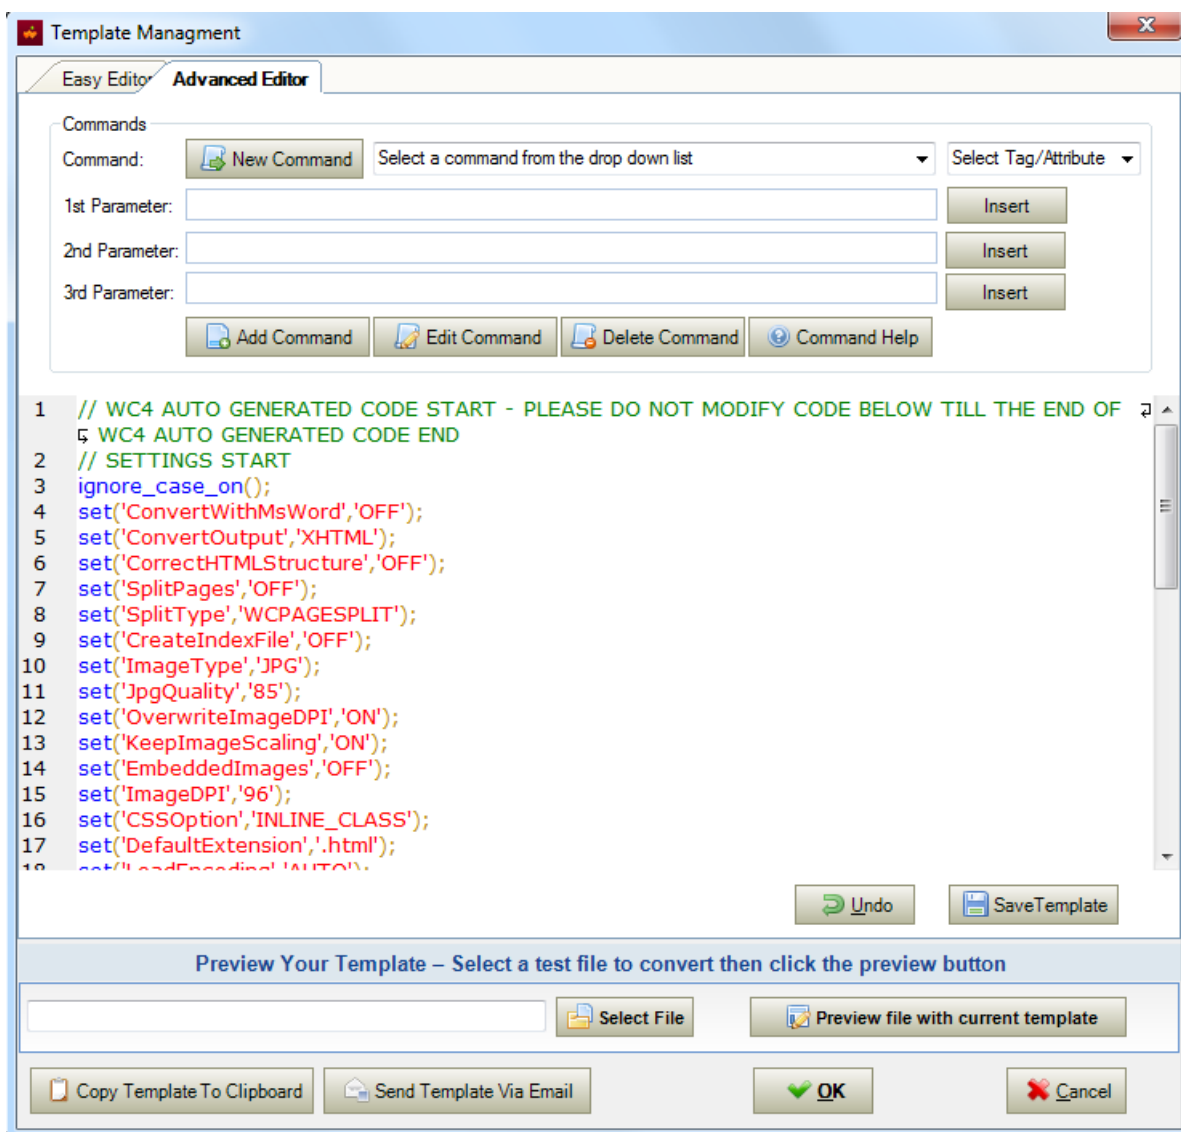 Template Managment
Easy Editor
Advanced Editor
Commands
Command: New Command Select a command from the drop down list Select Tag/Attribute
1st Parameter: Insert
2nd Parameter: Insert
3rd Parameter: Insert
Add Command Edit Command Delete Command Command Help
1 // WC4 AUTO GENERATED CODE START - PLEASE DO NOT MODIFY CODE BELOW TILL THE END OF
WC4 AUTO GENERATED CODE END
2 // SETTINGS START
3 ignore_case_on();
4 set('ConvertWithMsWord','OFF');
5 set('ConvertOutput','XHTML');
6 set('CorrectHTMLStructure','OFF');
7 set('SplitPages','OFF');
8 set('SplitType','WCPAGESPLIT');
9 set('CreateIndexFile','OFF');
10 set('ImageType','JPG');
11 set('JpgQuality','85');
12 set('OverwriteImageDPI','ON');
13 set('KeepImageScaling','ON');
14 set('EmbeddedImages','OFF');
15 set('ImageDPI','96');
16 set('CSSOption','INLINE_CLASS');
17 set('DefaultExtension','.html');
18 set('LoadEncoding','AUTO');
Undo SaveTemplate
Preview Your Template – Select a test file to convert then click the preview button
Select File Preview file with current template
Copy Template To Clipboard Send Template Via Email OK Cancel